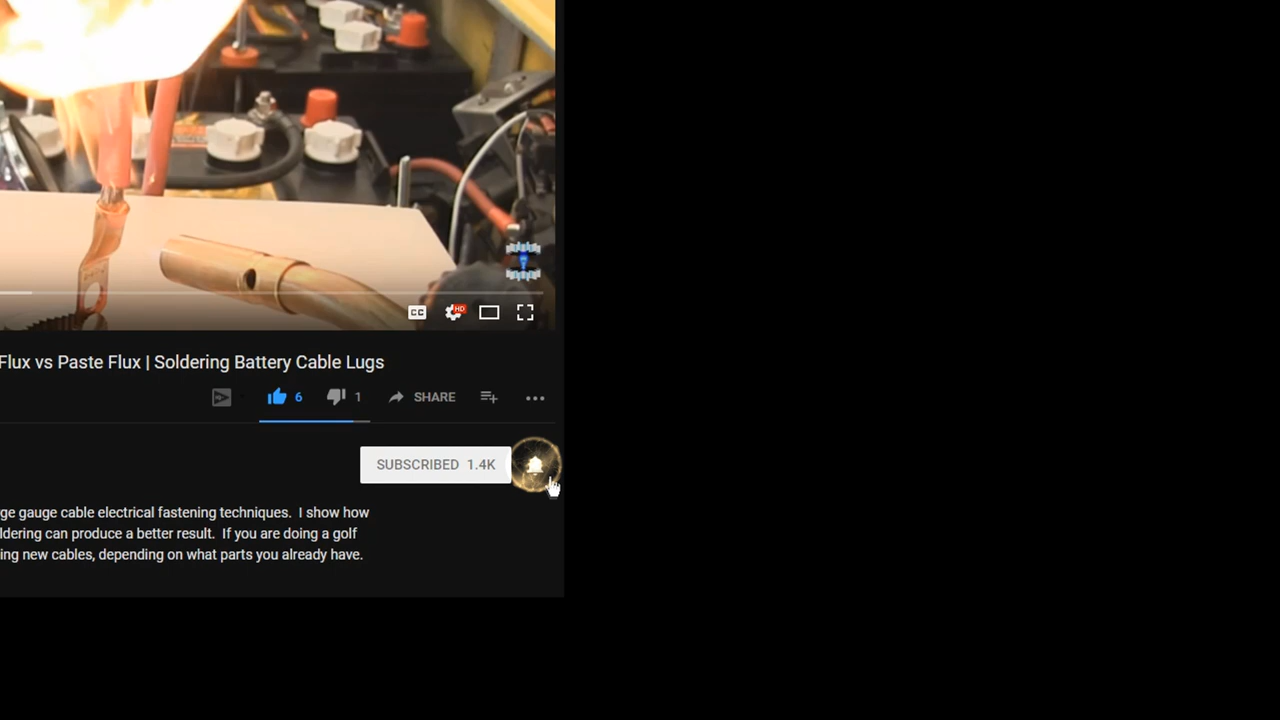 CC
HD
Flux vs Paste Flux | Soldering Battery Cable Lugs
6
1
SHARE
SUBSCRIBED 1.4K
ge gauge cable electrical fastening techniques. I show how
ldering can produce a better result. If you are doing a golf
ing new cables, depending on what parts you already have.